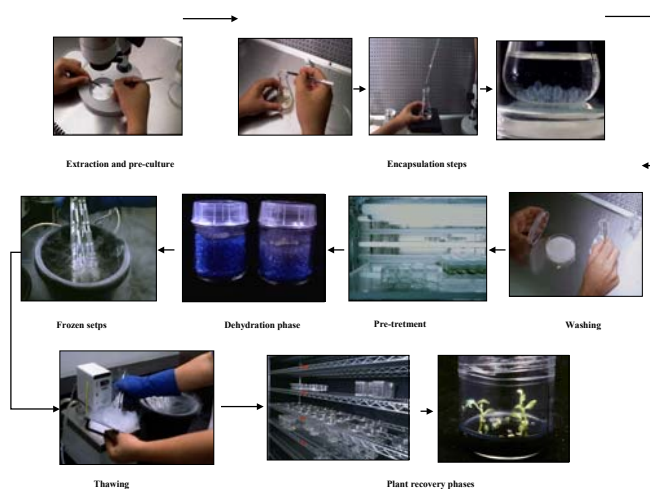 Extraction and pre-culture
Encapsulation steps
Frozen setps
Dehydration phase
Pre-tretment
Washing
Thawing
Plant recovery phases